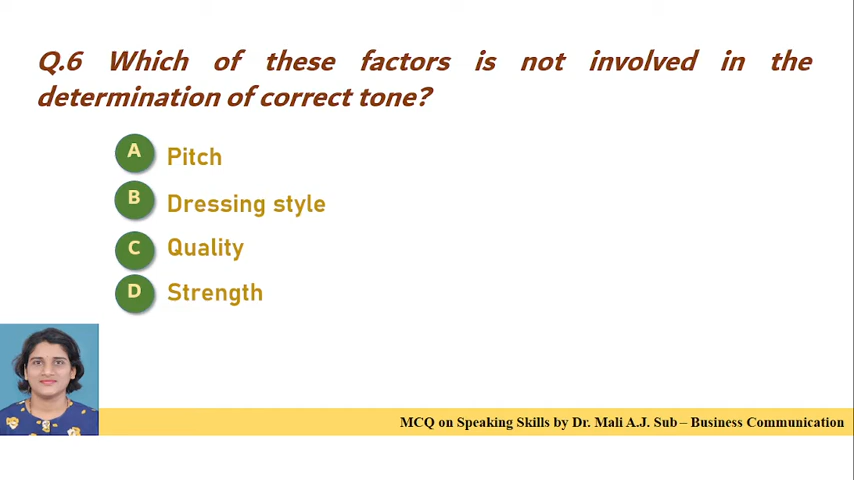 Q.6 Which of these factors is not involved in the
determination of correct tone?
A Pitch
B Dressing style
C Quality
D Strength
MCQ on Speaking Skills by Dr. Mali A.J. Sub – Business Communication